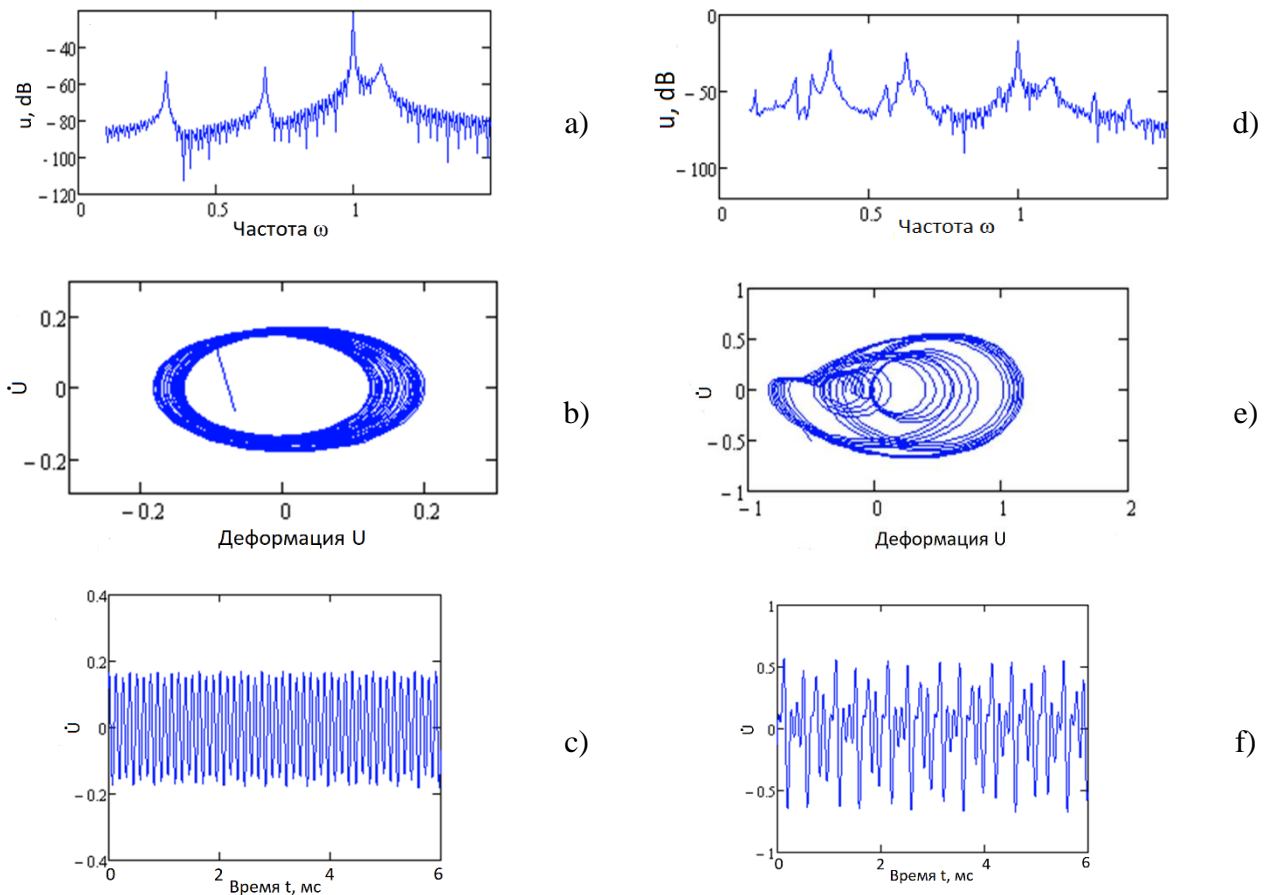 u, dB
- 40
- 60
- 80
- 100
- 120
0
0.5
1
Частота ω
a)
u, dB
0
- 50
- 100
0
0.5
1
Частота ω
d)
U̇
0.2
0
- 0.2
- 0.2
0
0.2
Деформация U
b)
U̇
1
0.5
0
- 0.5
- 1
- 1
0
1
2
Деформация U
e)
U̇
0.4
0.2
0
- 0.2
- 0.4
0
2
4
6
Время t, мс
c)
U̇
1
0.5
0
- 0.5
- 1
0
2
4
6
Время t, мс
f)